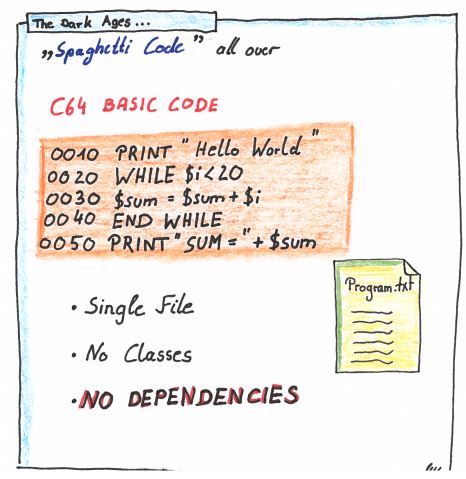 The Dark Ages...
„Spaghetti Code” all over
C64 BASIC CODE
0010 PRINT "Hello World"
0020 WHILE $i<20
0030 $sum = $sum + $i
0040 END WHILE
0050 PRINT "SUM = " + $sum
Program.txt
• Single File
• No Classes
• NO DEPENDENCIES